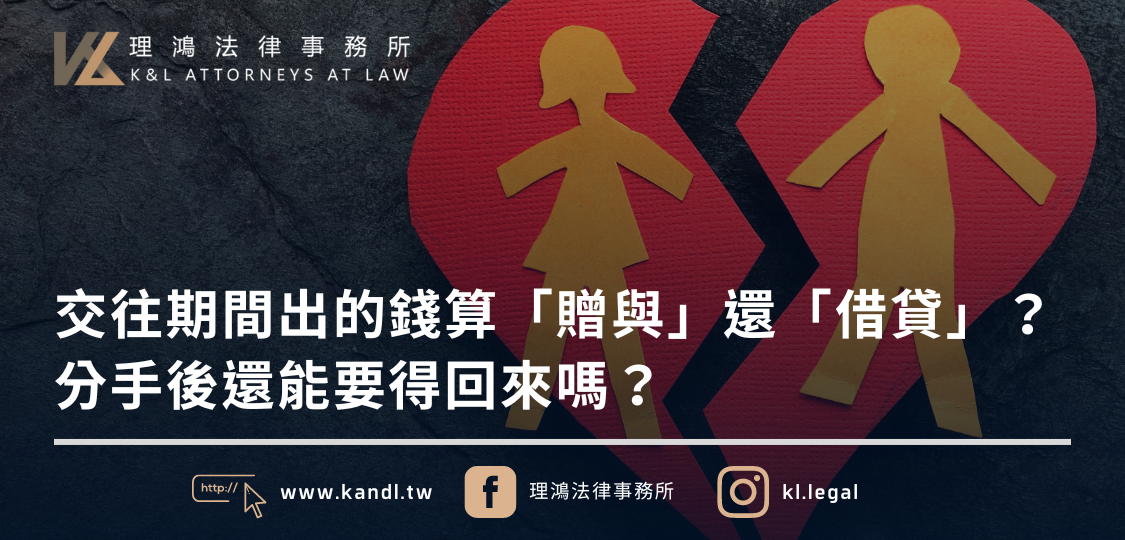 理鴻法律事務所
K&L ATTORNEYS AT LAW
交往期間出的錢算「贈與」還「借貸」？
分手後還能要得回來嗎？
http://
www.kandl.tw
理鴻法律事務所
kl.legal